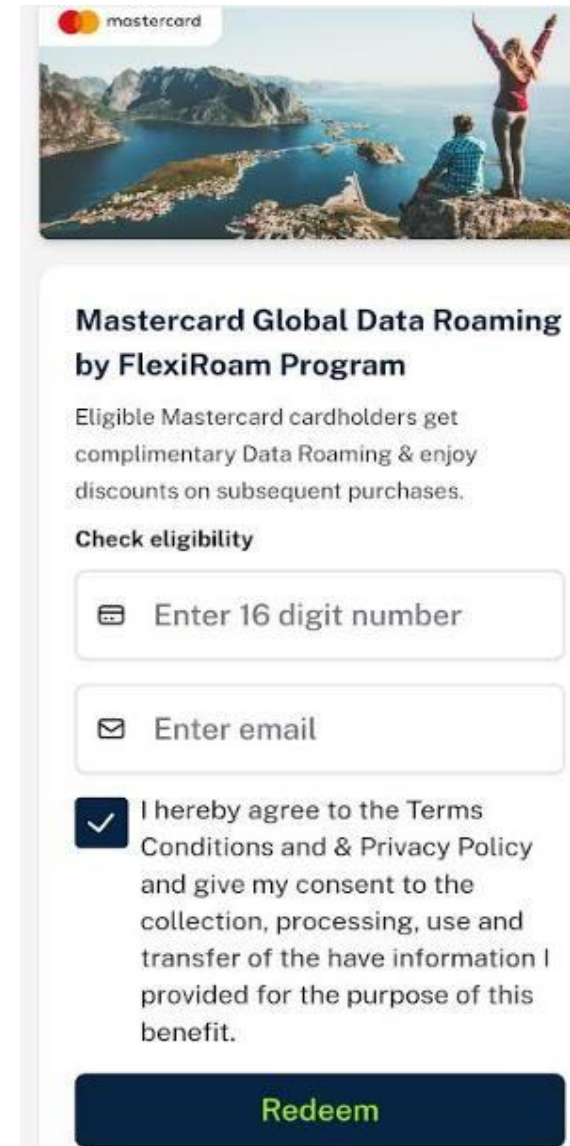 mastercard
Mastercard Global Data Roaming
by FlexiRoam Program
Eligible Mastercard cardholders get
complimentary Data Roaming & enjoy
discounts on subsequent purchases.
Check eligibility
Enter 16 digit number
Enter email
I hereby agree to the Terms
Conditions and & Privacy Policy
and give my consent to the
collection, processing, use and
transfer of the have information I
provided for the purpose of this
benefit.
Redeem